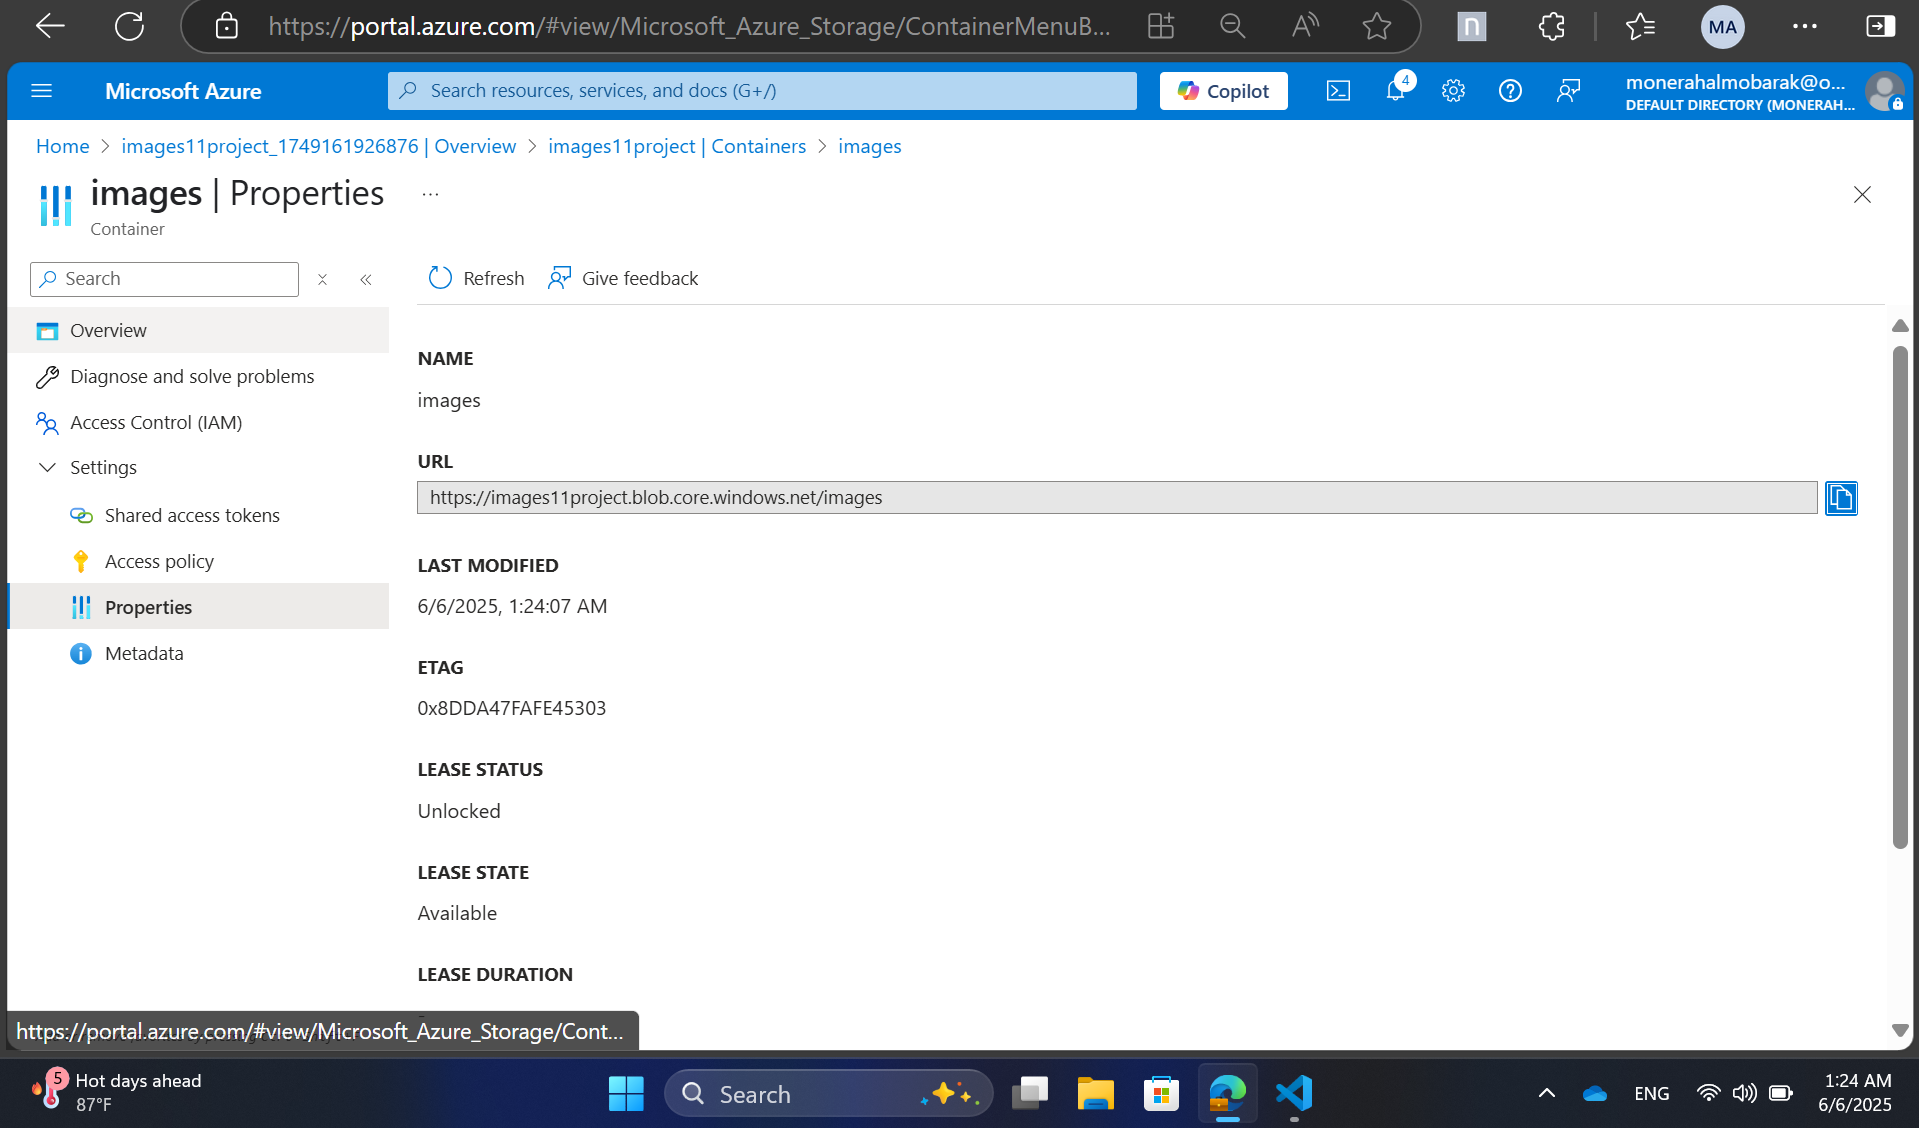 https://portal.azure.com/#view/Microsoft_Azure_Storage/ContainerMenuB...
n
MA
Microsoft Azure
Search resources, services, and docs (G+/)
Copilot
4
monerahalmobarak@o...
DEFAULT DIRECTORY (MONERAH...
Home > images11project_1749161926876 | Overview > images11project | Containers > images
images | Properties ...
Container
Search
Refresh
Give feedback
Overview
Diagnose and solve problems
Access Control (IAM)
Settings
Shared access tokens
Access policy
Properties
Metadata
NAME
images
URL
https://images11project.blob.core.windows.net/images
LAST MODIFIED
6/6/2025, 1:24:07 AM
ETAG
0x8DDA47FAFE45303
LEASE STATUS
Unlocked
LEASE STATE
Available
LEASE DURATION
-
https://portal.azure.com/#view/Microsoft_Azure_Storage/Cont...
5
Hot days ahead
87°F
Search
ENG
1:24 AM
6/6/2025